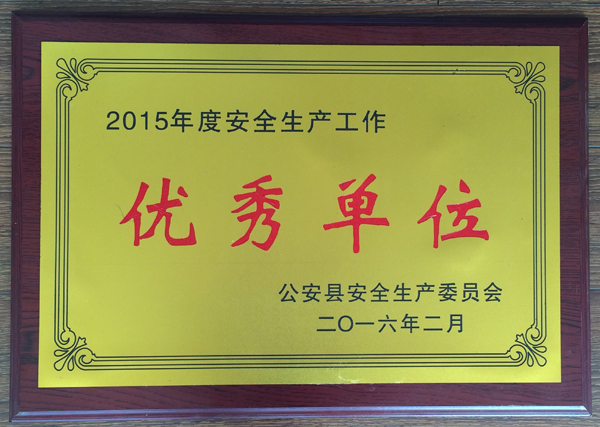 2015年度安全生产工作
优秀单位
公安县安全生产委员会
二〇一六年二月